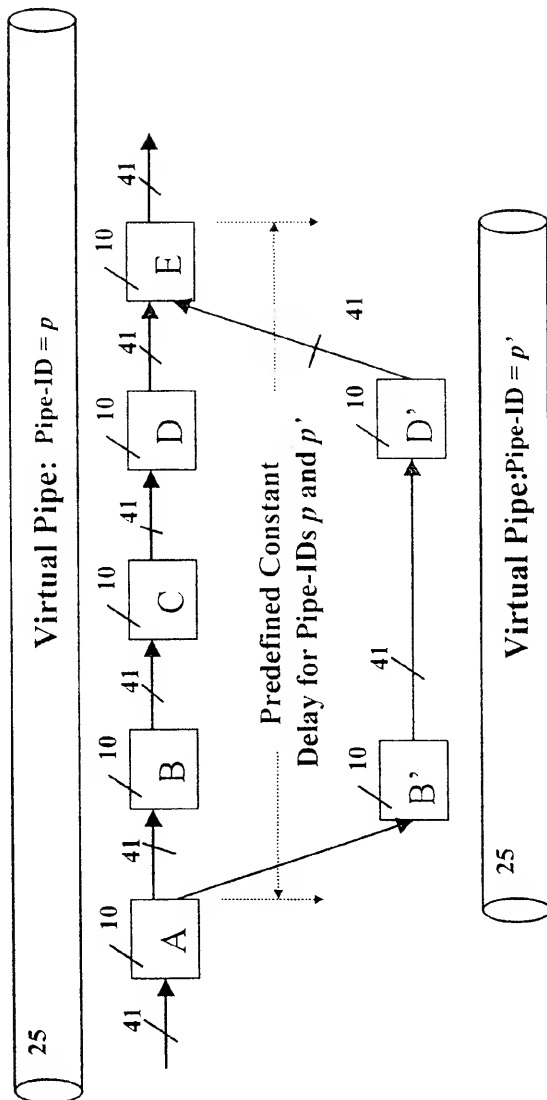 25
Virtual Pipe: Pipe-ID = p
41
10
A
41
10
B
41
10
C
41
10
D
41
10
E
41
Predefined Constant
Delay for Pipe-IDs p and p'
10
B'
41
10
D'
41
25
Virtual Pipe:Pipe-ID = p'